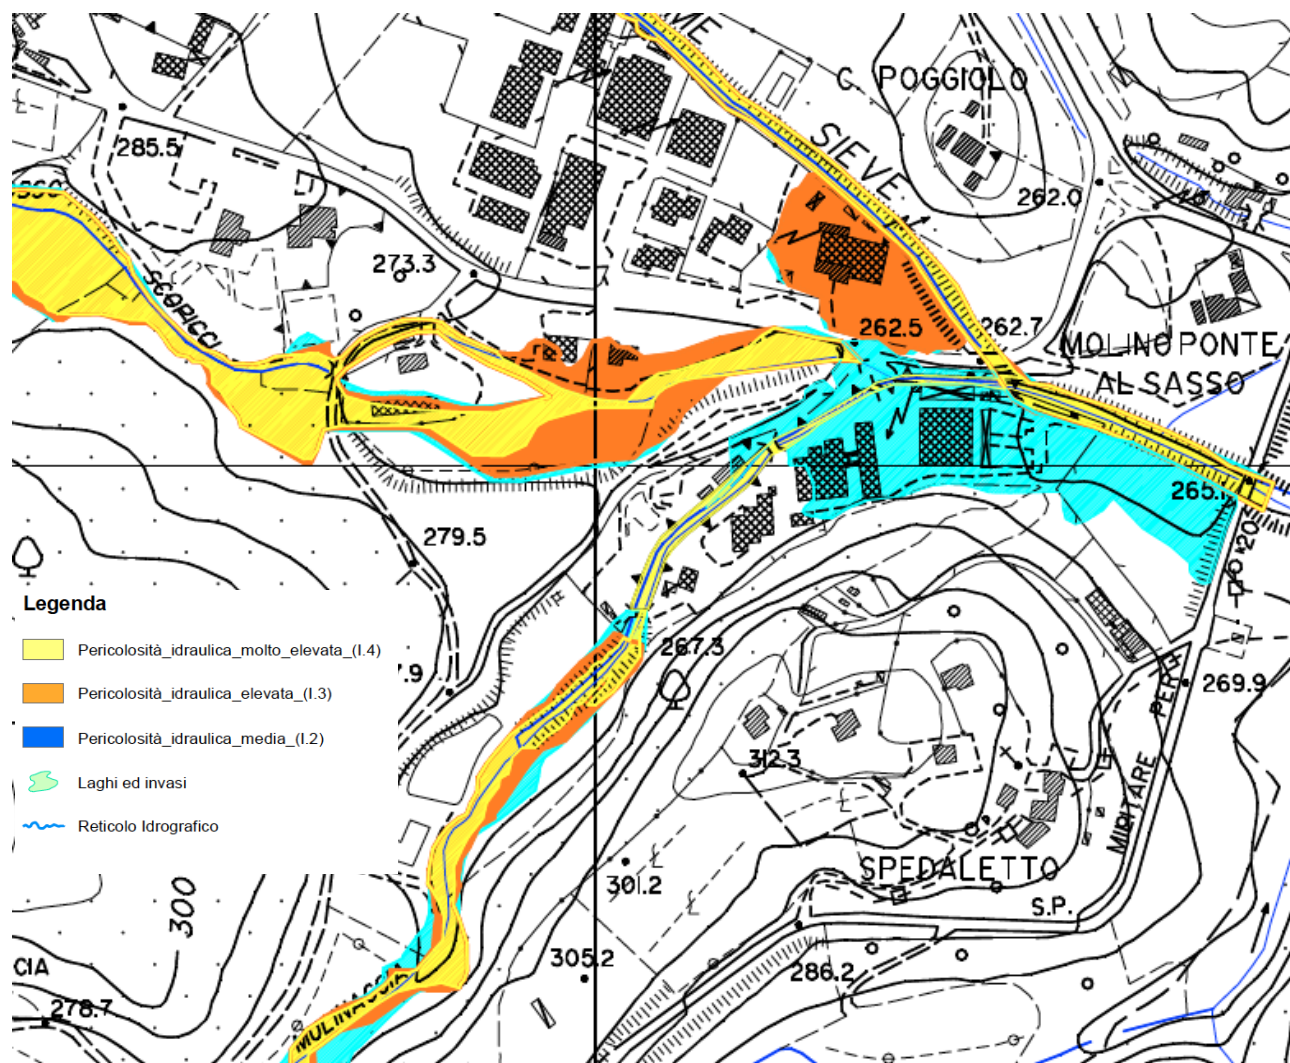 C. POGGIOLO
SIEVE
285.5
262.0
273.3
SCORICCI
262.5
262.7
MOLINO PONTE
AL SASSO
265.
279.5
Legenda
Pericolosità_idraulica_molto_elevata_(I.4)
Pericolosità_idraulica_elevata_(I.3)
Pericolosità_idraulica_media_(I.2)
Laghi ed invasi
Reticolo Idrografico
267.3
.9
269.9
PER
312.3
MILITARE
SPEDALETTO
301.2
S.P.
300
305.2
286.2
CIA
278.7